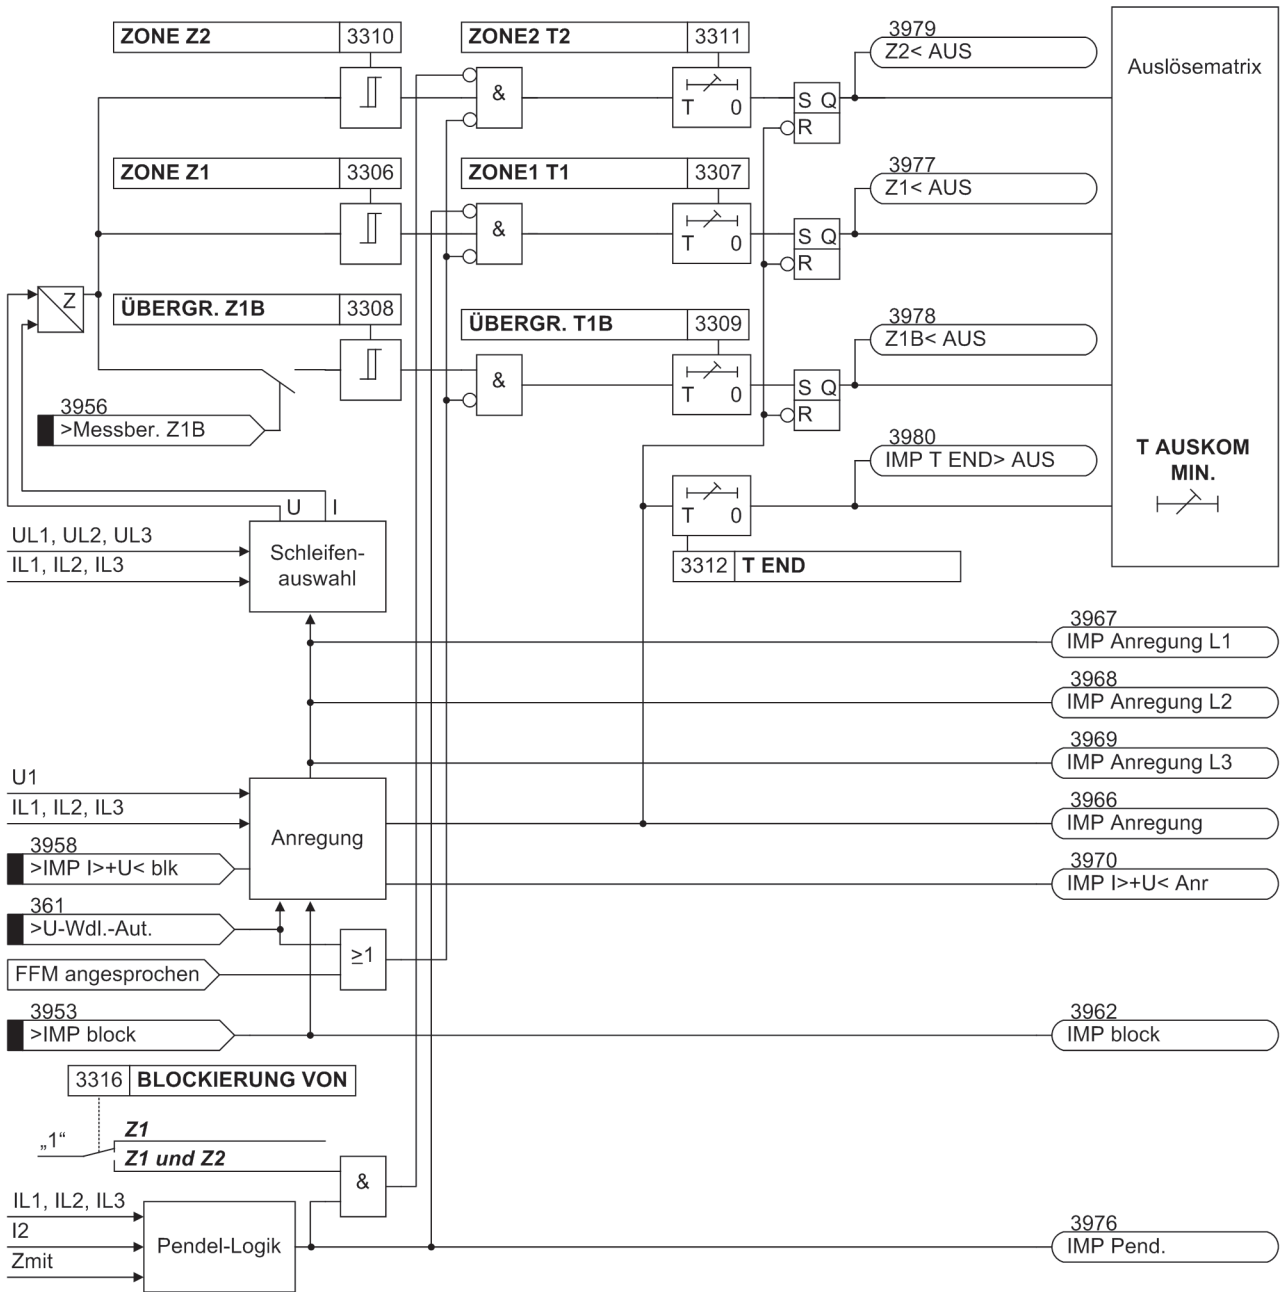 ZONE Z2 3310
ZONE2 T2 3311
3979
Z2< AUS
Auslösematrix
&
T 0
S Q
R
ZONE Z1 3306
ZONE1 T1 3307
3977
Z1< AUS
&
T 0
S Q
R
Z
ÜBERGR. Z1B 3308
ÜBERGR. T1B 3309
3978
Z1B< AUS
&
T 0
S Q
R
3956
>Messber. Z1B
3980
IMP T END> AUS
T AUSKOM
MIN.
T 0
3312 T END
U I
UL1, UL2, UL3
IL1, IL2, IL3
Schleifen-
auswahl
3967
IMP Anregung L1
3968
IMP Anregung L2
3969
IMP Anregung L3
U1
IL1, IL2, IL3
Anregung
3966
IMP Anregung
3958
>IMP I>+U< blk
3970
IMP I>+U< Anr
361
>U-Wdl.-Aut.
≥1
FFM angesprochen
3953
>IMP block
3962
IMP block
3316 BLOCKIERUNG VON
„1“
Z1
Z1 und Z2
&
IL1, IL2, IL3
I2
Zmit
Pendel-Logik
3976
IMP Pend.